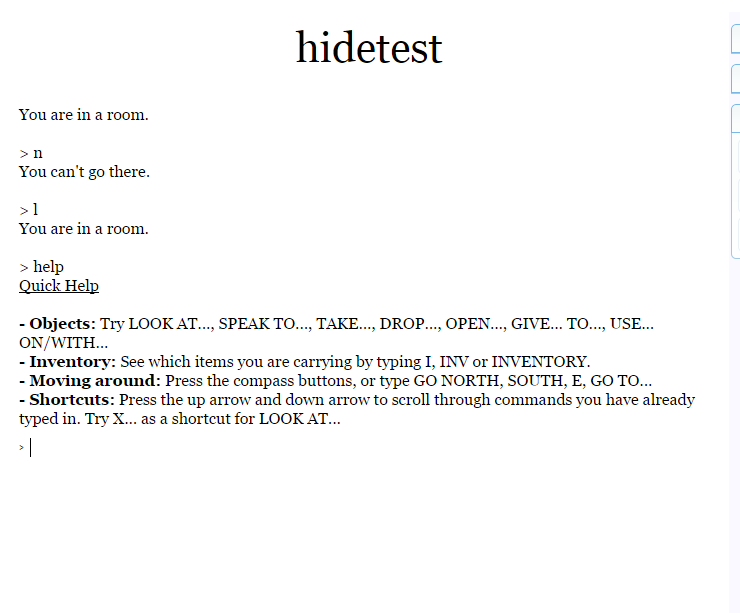 hidetest
You are in a room.
> n
You can't go there.
> l
You are in a room.
> help
Quick Help
- Objects: Try LOOK AT..., SPEAK TO..., TAKE..., DROP..., OPEN..., GIVE... TO..., USE...
ON/WITH...
- Inventory: See which items you are carrying by typing I, INV or INVENTORY.
- Moving around: Press the compass buttons, or type GO NORTH, SOUTH, E, GO TO...
- Shortcuts: Press the up arrow and down arrow to scroll through commands you have already
typed in. Try X... as a shortcut for LOOK AT...
>